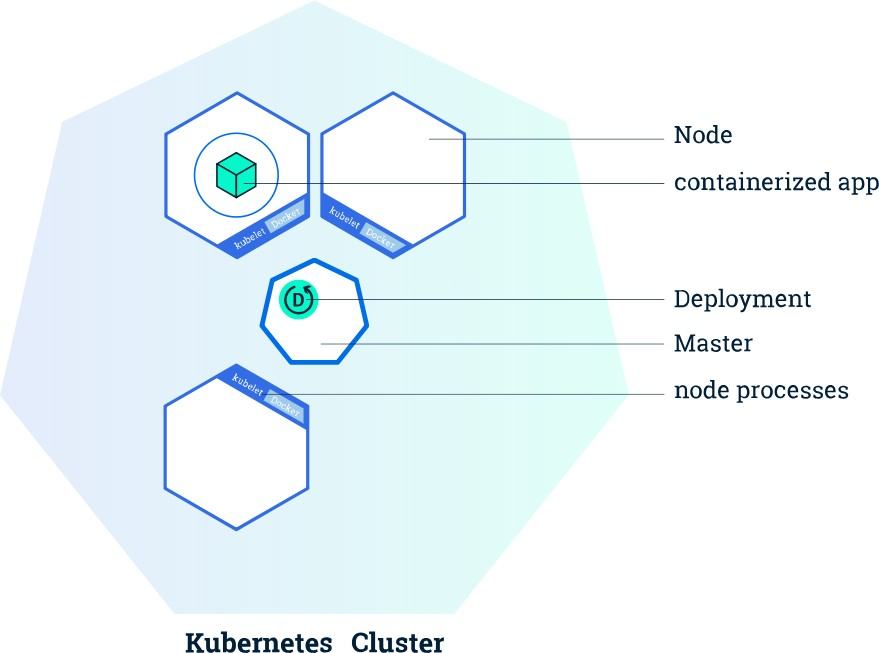 Node
kubelet Docker
kubelet Docker
containerized app
D
Deployment
Master
kubelet Docker
node processes
Kubernetes Cluster